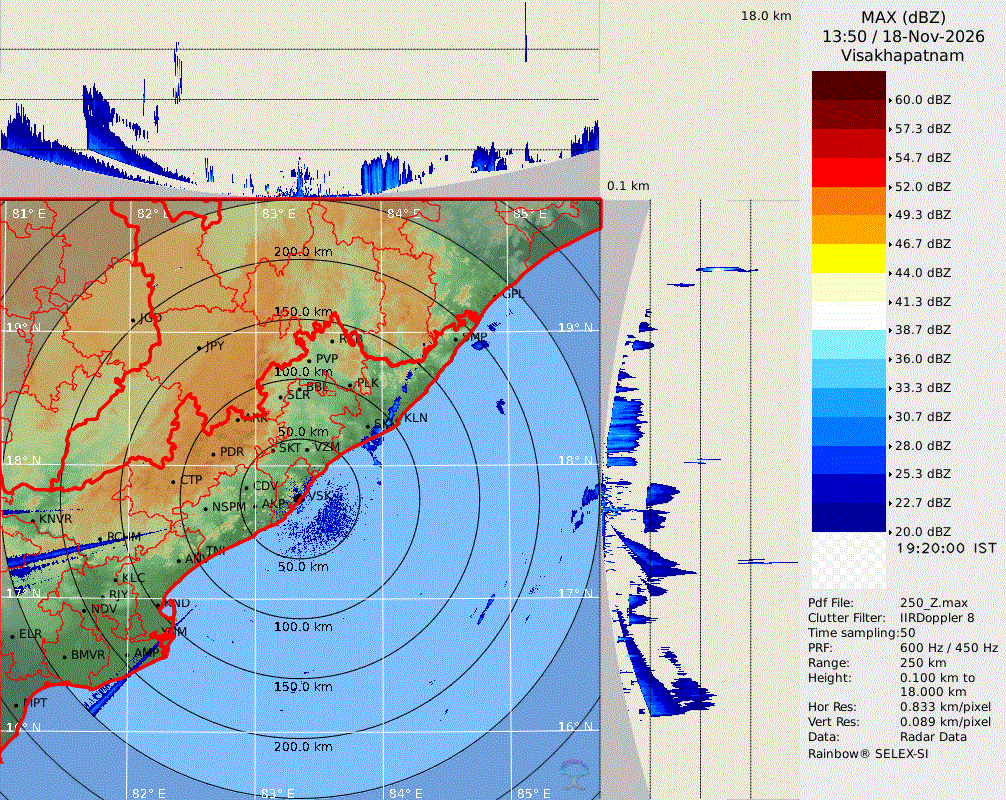 18.0 km
MAX (dBZ)
13:50 / 18-Nov-2026
Visakhapatnam
60.0 dBZ
57.3 dBZ
54.7 dBZ
52.0 dBZ
49.3 dBZ
46.7 dBZ
44.0 dBZ
41.3 dBZ
38.7 dBZ
36.0 dBZ
33.3 dBZ
30.7 dBZ
28.0 dBZ
25.3 dBZ
22.7 dBZ
20.0 dBZ
0.1 km
81° E
82° E
83° E
84° E
85° E
200.0 km
GPL
150.0 km
JGD
19° N
19° N
SMP
JPY
PVP
100.0 km
PLK
SLR
KLN
50.0 km
PDR
SKT
VZM
18° N
18° N
CTP
CDV
VSK
NSPM
AKP
KNVR
TNI
50.0 km
KLC
RJY
17° N
17° N
NDV
KND
100.0 km
ELR
BMVR
AMP
150.0 km
MPT
16° N
16° N
200.0 km
82° E
83° E
84° E
85° E
19:20:00 IST
Pdf File: 250_Z.max
Clutter Filter: IIRDoppler 8
Time sampling:50
PRF: 600 Hz / 450 Hz
Range: 250 km
Height: 0.100 km to
18.000 km
Hor Res: 0.833 km/pixel
Vert Res: 0.089 km/pixel
Data: Radar Data
Rainbow® SELEX-SI